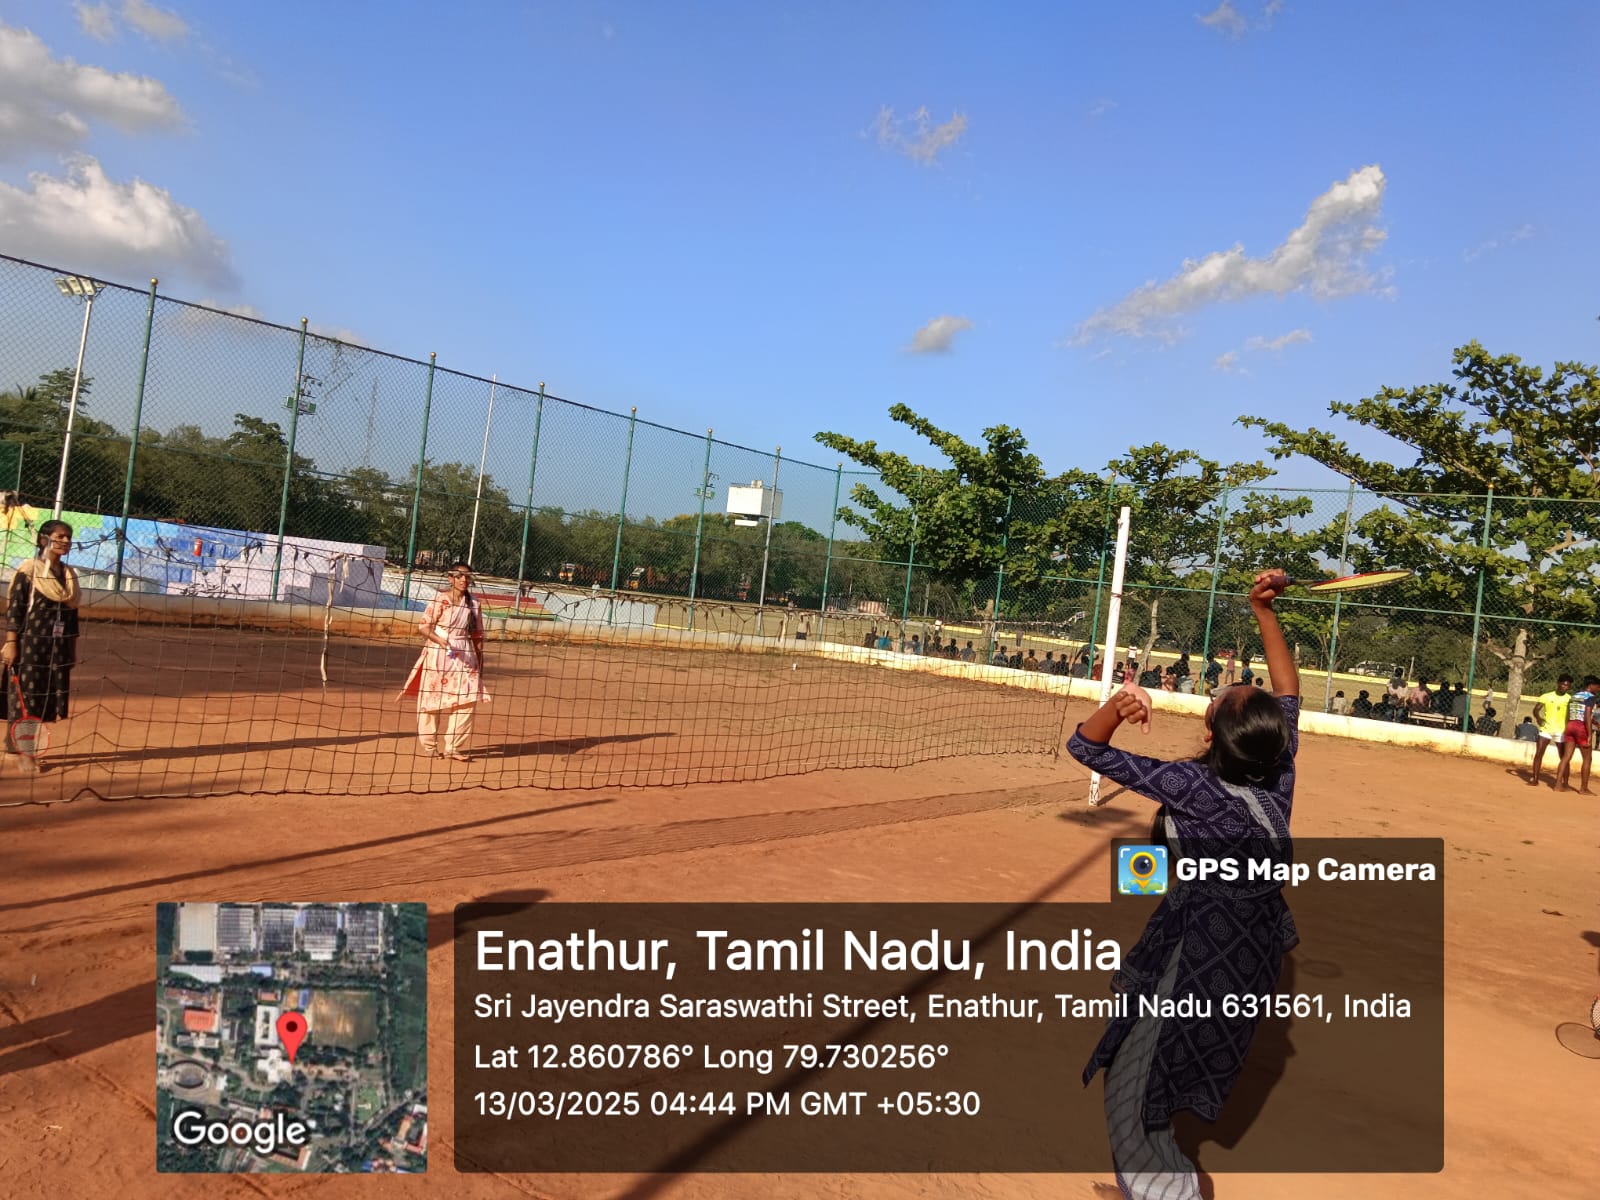 GPS Map Camera
Enathur, Tamil Nadu, India
Sri Jayendra Saraswathi Street, Enathur, Tamil Nadu 631561, India
Lat 12.860786° Long 79.730256°
13/03/2025 04:44 PM GMT +05:30
Google